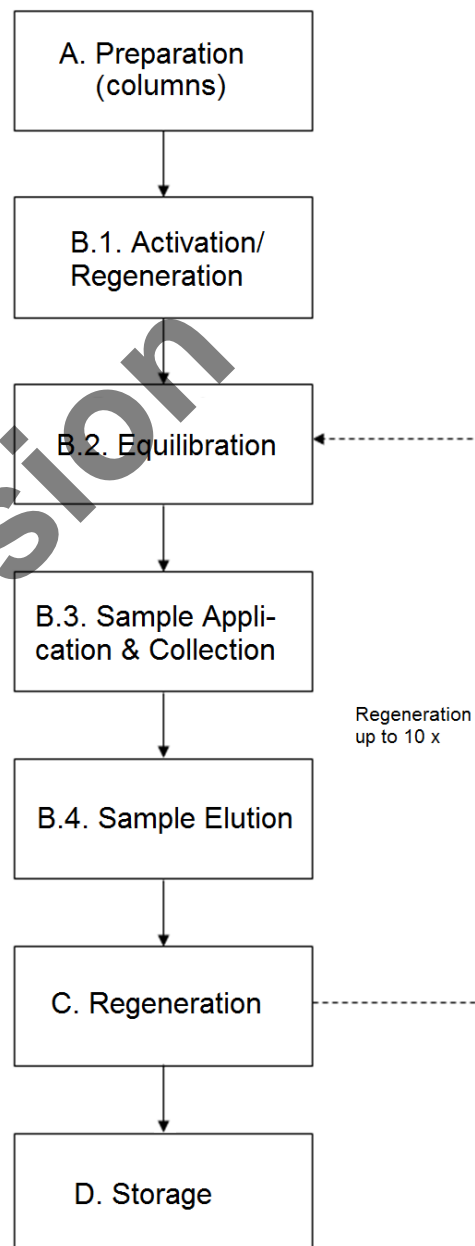 A. Preparation
(columns)
B.1. Activation/
Regeneration
B.2. Equilibration
B.3. Sample Appli-
cation & Collection
Regeneration
up to 10 x
B.4. Sample Elution
C. Regeneration
D. Storage
sion